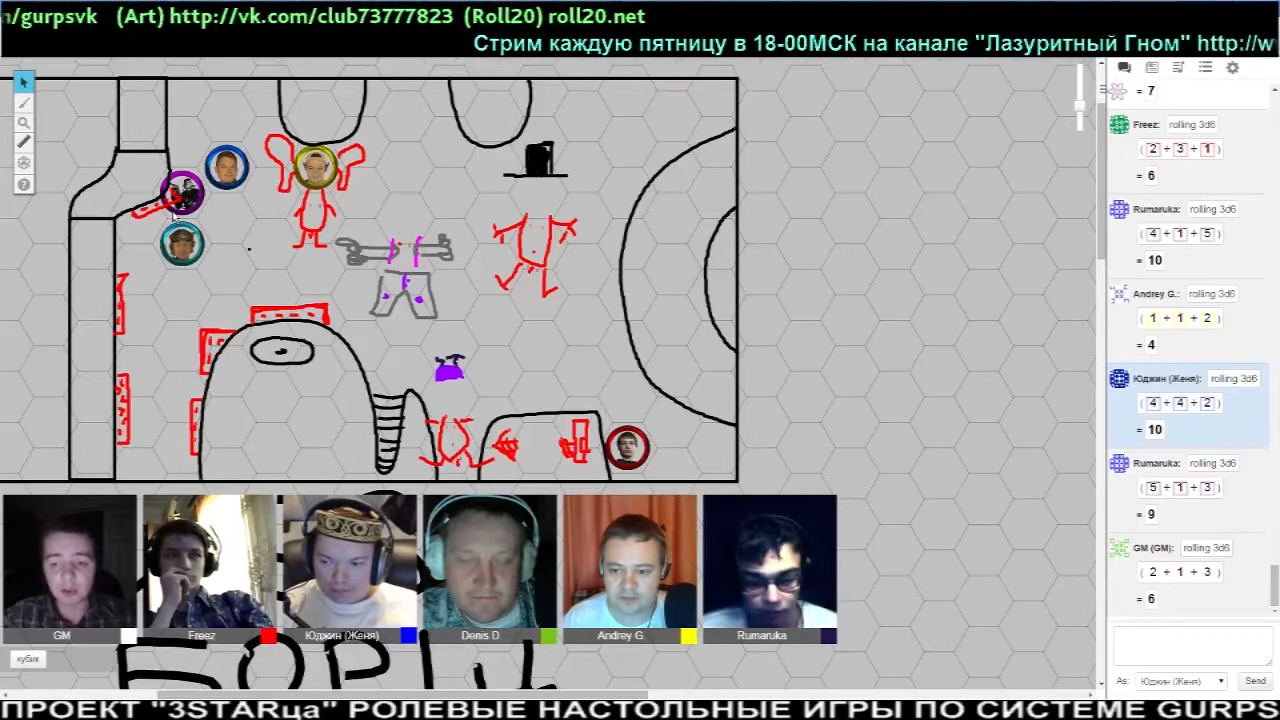 n/gurpsvk (Art) http://vk.com/club73777823 (Roll20) roll20.net
Стрим каждую пятницу в 18-00МСК на канале "Лазуритный Гном" http://w
= 7
Freez: rolling 3d6
( 2 + 3 + 1 )
= 6
Rumaruka: rolling 3d6
( 4 + 1 + 5 )
= 10
Andrey G.: rolling 3d6
( 1 + 1 + 2 )
= 4
Юджин (Женя): rolling 3d6
( 4 + 4 + 2 )
= 10
Rumaruka: rolling 3d6
( 5 + 1 + 3 )
= 9
GM (GM): rolling 3d6
( 2 + 1 + 3 )
= 6
GM Freez Юджин (Женя) Denis D. Andrey G. Rumaruka
кубик
БОРЦ
As: Юджин (Женя) Send
ПРОЕКТ "3STARца" РОЛЕВЫЕ НАСТОЛЬНЫЕ ИГРЫ ПО СИСТЕМЕ GURPS